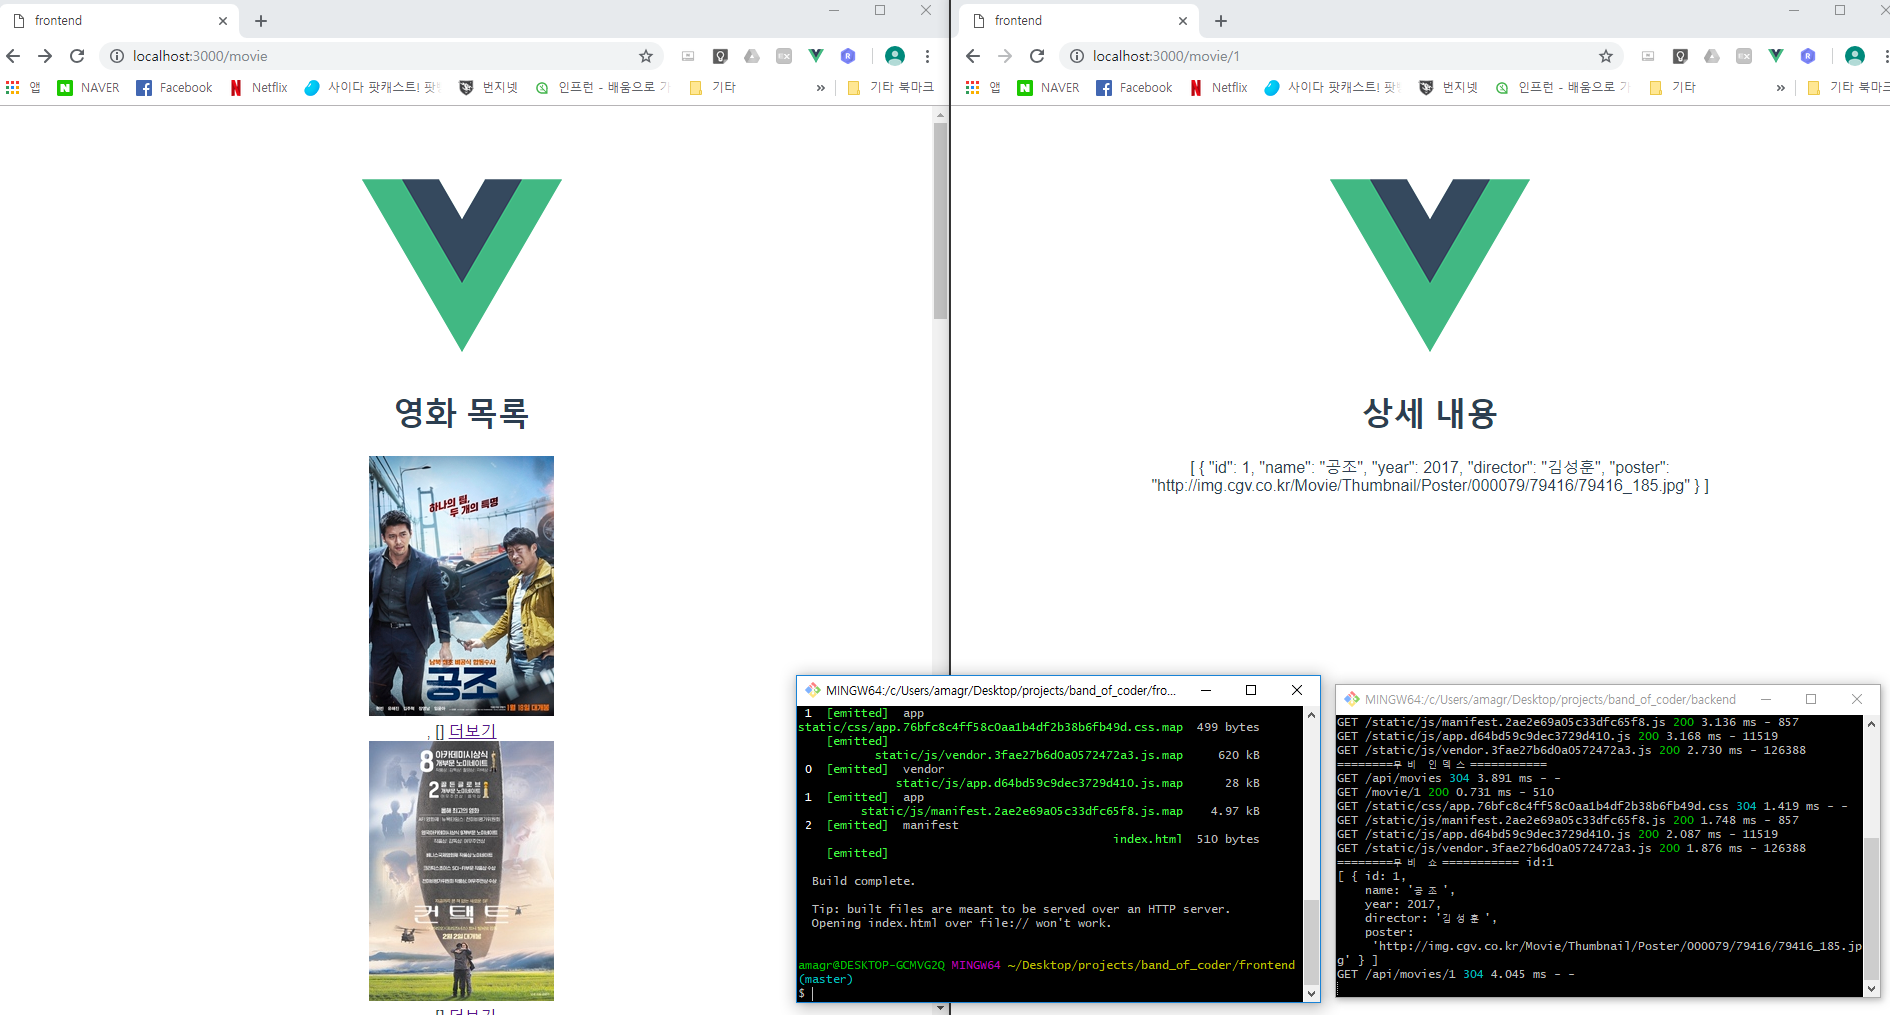 frontend
localhost:3000/movie
앱 NAVER Facebook Netflix 사이다 팟캐스트! 팟 번지넷 인프런 - 배움으로 기타 » 기타 북마크
영화 목록
하나의 팀,
두 개의 특명
공조
, [] 더보기
8 아카데미시상식
2 골든글로브
컨택트
2월 2일 대개봉
[] 더보기
frontend
localhost:3000/movie/1
앱 NAVER Facebook Netflix 사이다 팟캐스트! 팟 번지넷 인프런 - 배움으로 기타 » 기타 북마크
상세 내용
[ { "id": 1, "name": "공조", "year": 2017, "director": "김성훈", "poster":
"http://img.cgv.co.kr/Movie/Thumbnail/Poster/000079/79416/79416_185.jpg" } ]
MINGW64:/c/Users/amagr/Desktop/projects/band_of_coder/fro...
1 [emitted] app
static/css/app.76bfc8c4ff58c0aa1b4df2b38b6fb49d.css.map 499 bytes
[emitted]
static/js/vendor.3fae27b6d0a0572472a3.js.map 620 kB
0 [emitted] vendor
static/js/app.d64bd59c9dec3729d410.js.map 28 kB
1 [emitted] app
static/js/manifest.2ae2e69a05c33dfc65f8.js.map 4.97 kB
2 [emitted] manifest
index.html 510 bytes
[emitted]
Build complete.
Tip: built files are meant to be served over an HTTP server.
Opening index.html over file:// won't work.
amagr@DESKTOP-GCMVG2Q MINGW64 ~/Desktop/projects/band_of_coder/frontend
(master)
$
MINGW64:/c/Users/amagr/Desktop/projects/band_of_coder/backend
GET /static/js/manifest.2ae2e69a05c33dfc65f8.js 200 3.136 ms - 857
GET /static/js/app.d64bd59c9dec3729d410.js 200 3.168 ms - 11519
GET /static/js/vendor.3fae27b6d0a0572472a3.js 200 2.730 ms - 126388
========무비 인덱스===========
GET /api/movies 304 3.891 ms - -
GET /movie/1 200 0.731 ms - 510
GET /static/css/app.76bfc8c4ff58c0aa1b4df2b38b6fb49d.css 304 1.419 ms - -
GET /static/js/manifest.2ae2e69a05c33dfc65f8.js 200 1.748 ms - 857
GET /static/js/app.d64bd59c9dec3729d410.js 200 2.087 ms - 11519
GET /static/js/vendor.3fae27b6d0a0572472a3.js 200 1.876 ms - 126388
========무비 쇼=========== id:1
[ { id: 1,
name: '공조',
year: 2017,
director: '김성훈',
poster:
'http://img.cgv.co.kr/Movie/Thumbnail/Poster/000079/79416/79416_185.jp
g' } ]
GET /api/movies/1 304 4.045 ms - -